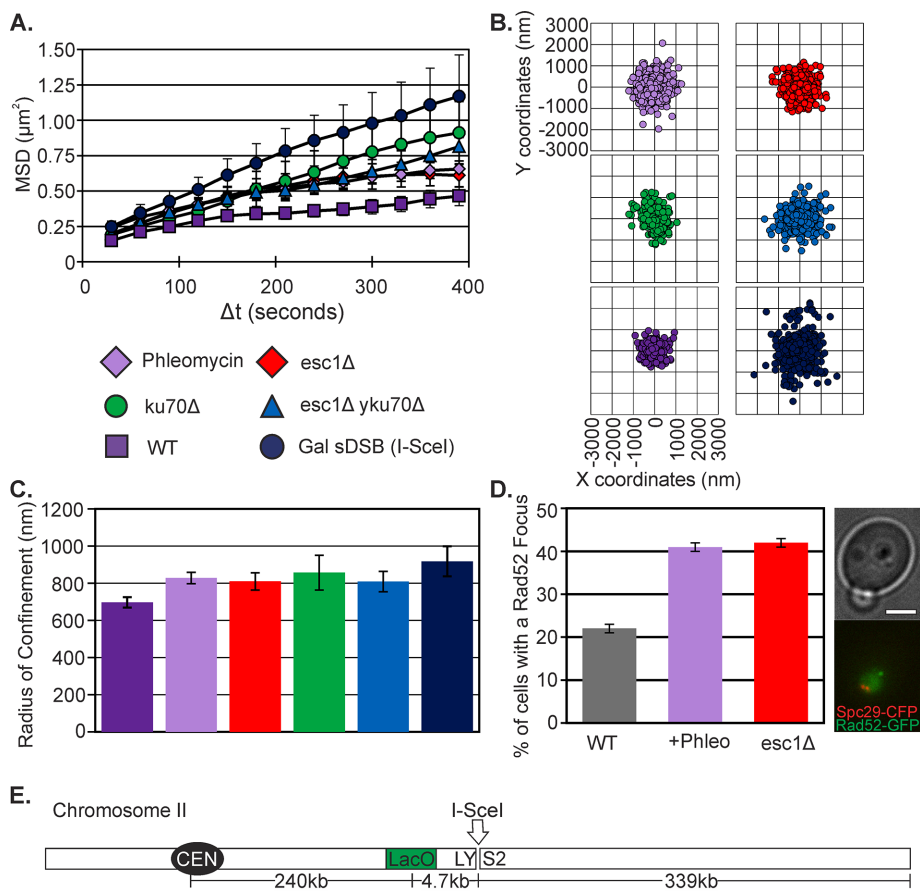 A.
MSD (µm²)
1.50
1.25
1.00
0.75
0.50
0.25
0
0 100 200 300 400
Δt (seconds)
Phleomycin
esc1Δ
ku70Δ
esc1Δ yku70Δ
WT
Gal sDSB (I-SceI)
B.
Y coordinates (nm)
3000
2000
1000
0
-1000
-2000
-3000
-3000 -2000 -1000 0 1000 2000 3000
X coordinates (nm)
C.
Radius of Confinement (nm)
1200
1000
800
600
400
200
0
D.
% of cells with a Rad52 Focus
50
40
30
20
10
0
WT +Phleo esc1Δ
Spc29-CFP
Rad52-GFP
E.
Chromosome II
I-SceI
CEN LacO LY S2
240kb 4.7kb 339kb